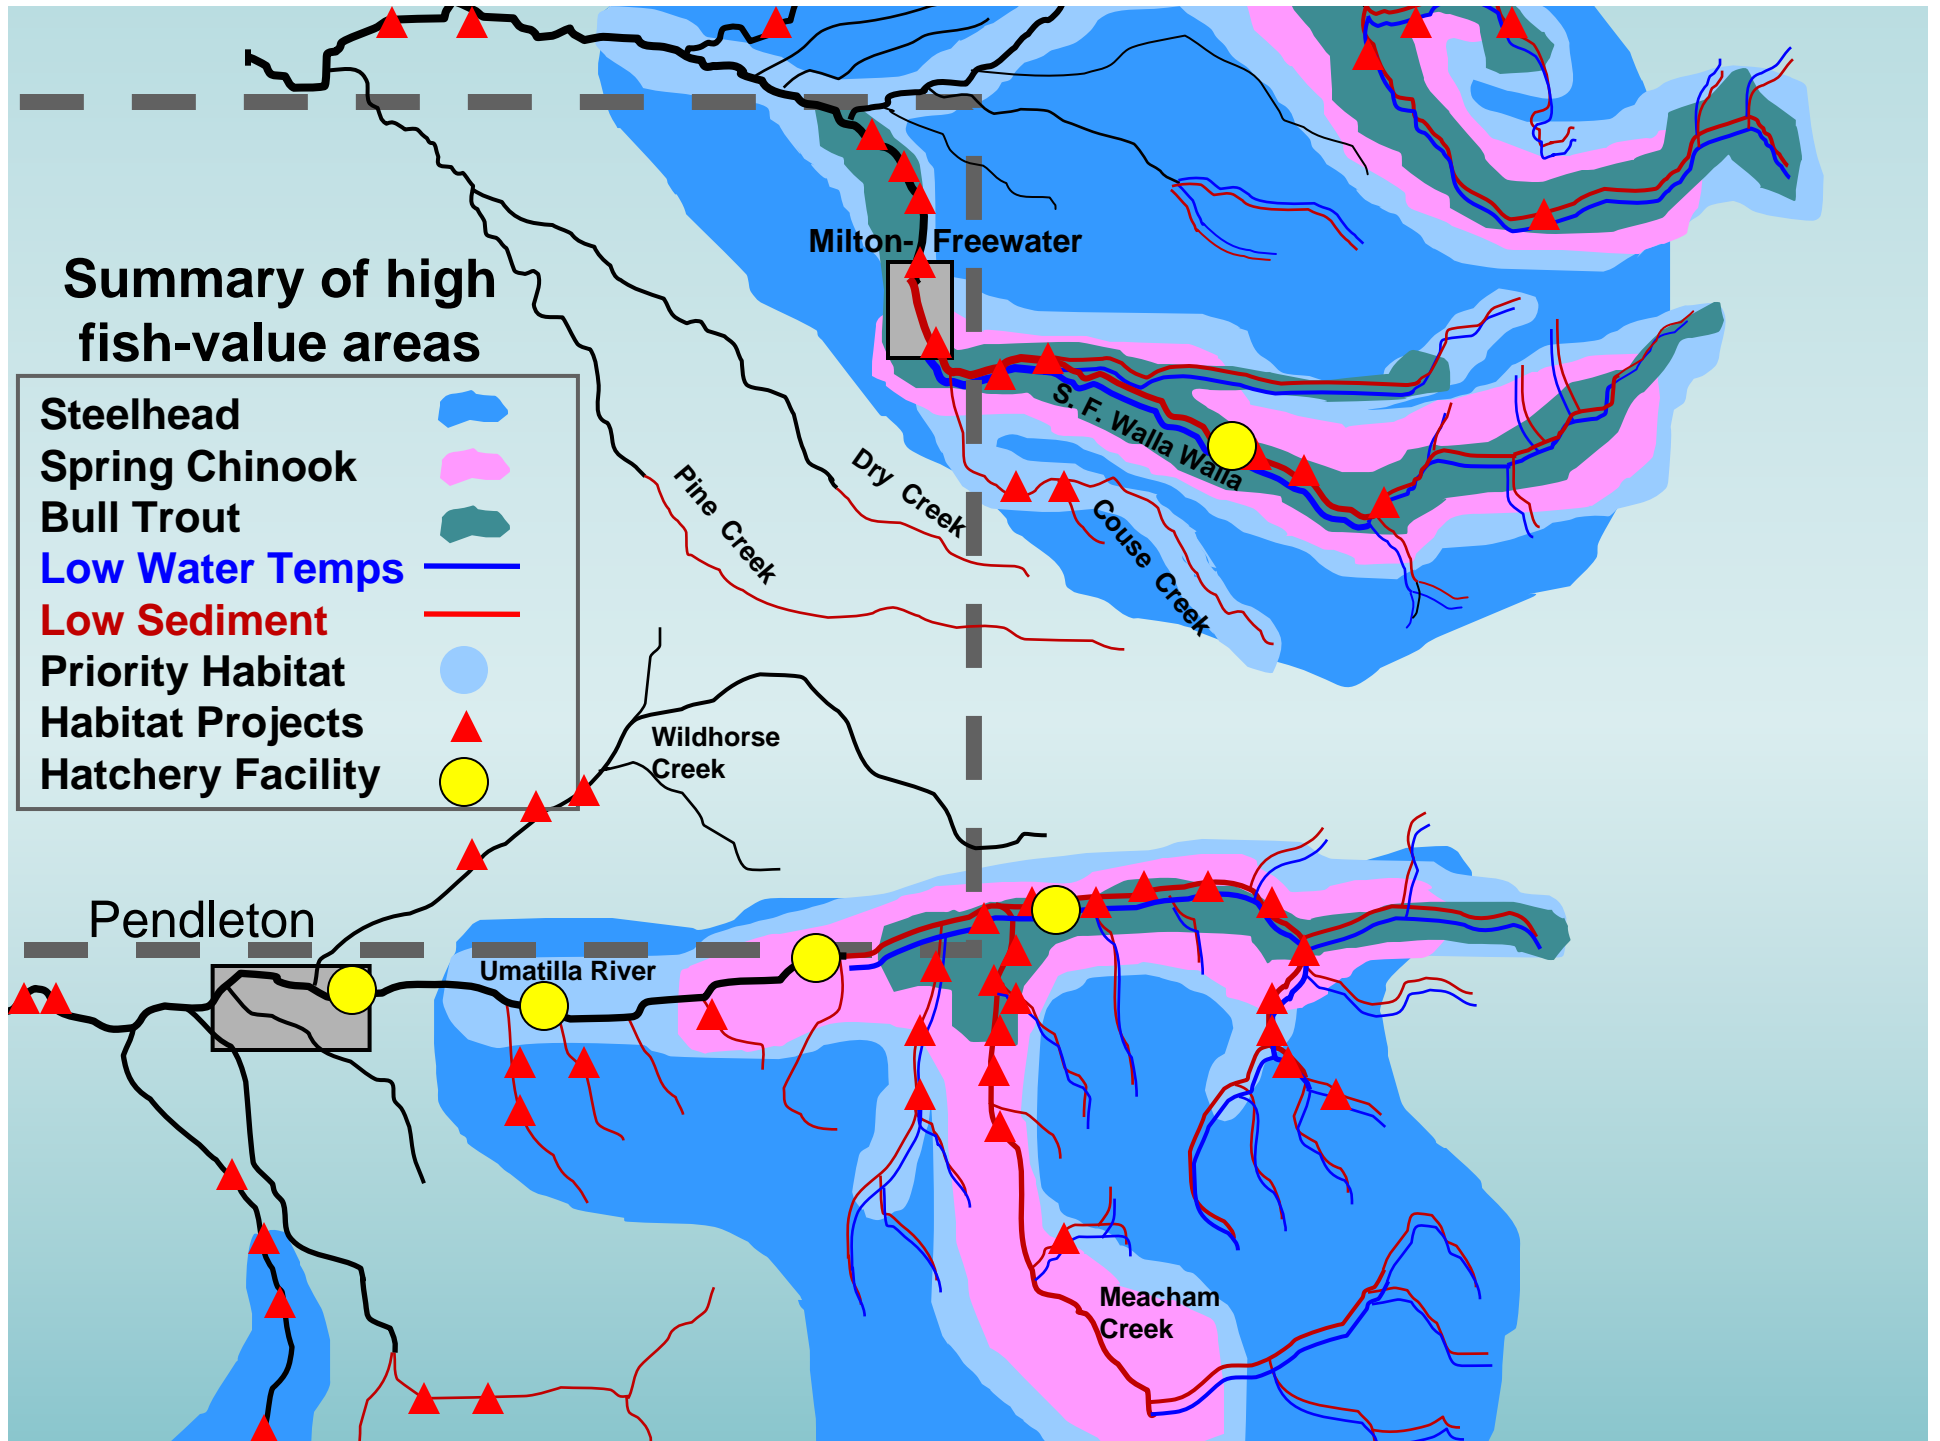 Milton- Freewater
Summary of high
fish-value areas
Steelhead
Spring Chinook
Bull Trout
Low Water Temps
Low Sediment
Priority Habitat
Habitat Projects
Hatchery Facility
S. F. Walla Walla
Dry Creek
Pine Creek
Couse Creek
Wildhorse
Creek
Pendleton
Umatilla River
Meacham
Creek